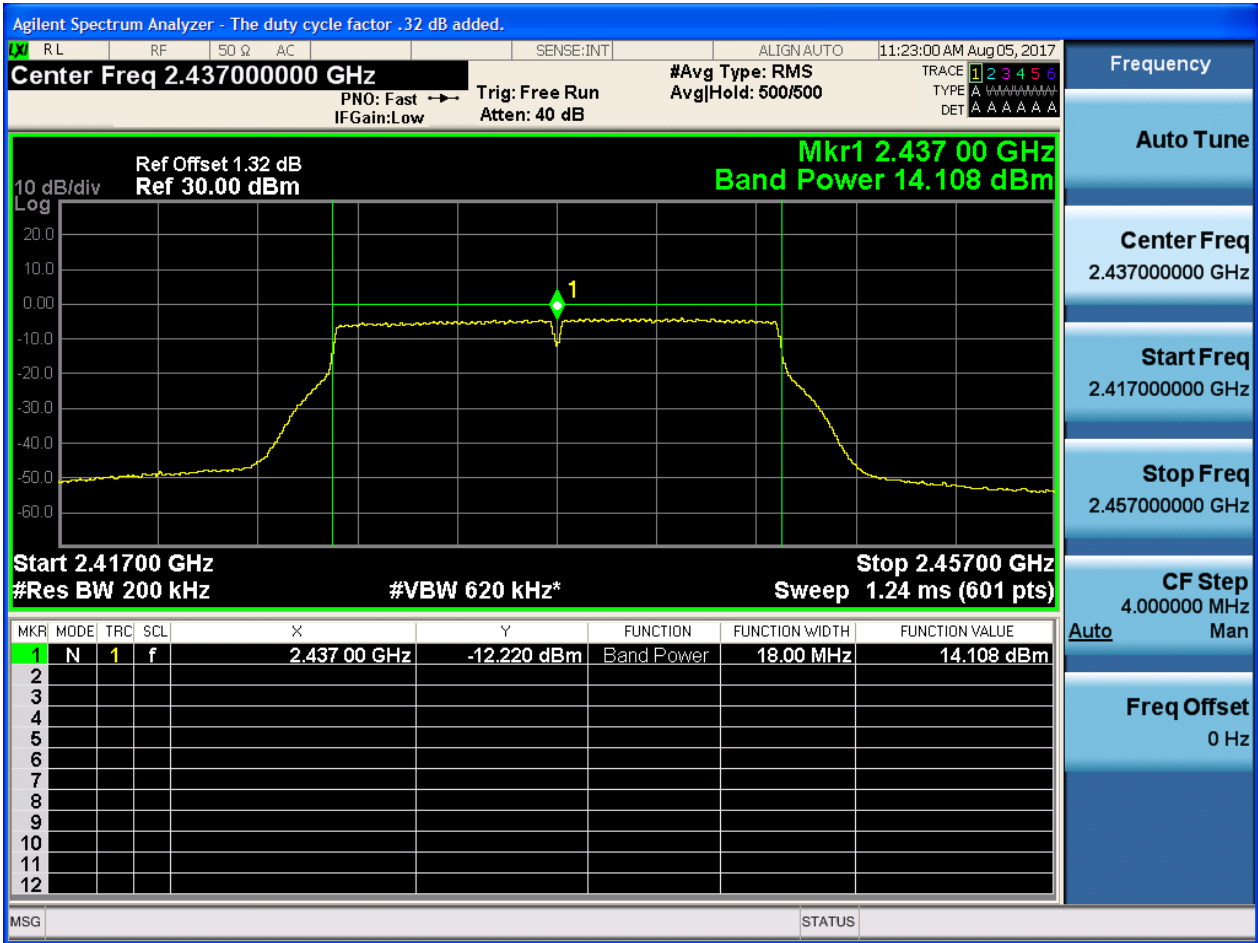 Agilent Spectrum Analyzer - The duty cycle factor .32 dB added.
LXI RL RF 50 Ω AC SENSE:INT ALIGN AUTO 11:23:00 AM Aug 05, 2017
Center Freq 2.437000000 GHz
PNO: Fast
IFGain:Low
Trig: Free Run
Atten: 40 dB
#Avg Type: RMS
Avg|Hold: 500/500
TRACE 1 2 3 4 5 6
TYPE A WWWWW
DET A A A A A A
Mkr1 2.437 00 GHz
Band Power 14.108 dBm
Ref Offset 1.32 dB
10 dB/div Ref 30.00 dBm
Log
20.0
10.0
0.00
-10.0
-20.0
-30.0
-40.0
-50.0
-60.0
1
Start 2.41700 GHz Stop 2.45700 GHz
#Res BW 200 kHz #VBW 620 kHz* Sweep 1.24 ms (601 pts)
MKR MODE TRC SCL X Y FUNCTION FUNCTION WIDTH FUNCTION VALUE
1 N 1 f 2.437 00 GHz -12.220 dBm Band Power 18.00 MHz 14.108 dBm
2
3
4
5
6
7
8
9
10
11
12
MSG STATUS
Frequency
Auto Tune
Center Freq
2.437000000 GHz
Start Freq
2.417000000 GHz
Stop Freq
2.457000000 GHz
CF Step
4.000000 MHz
Auto Man
Freq Offset
0 Hz